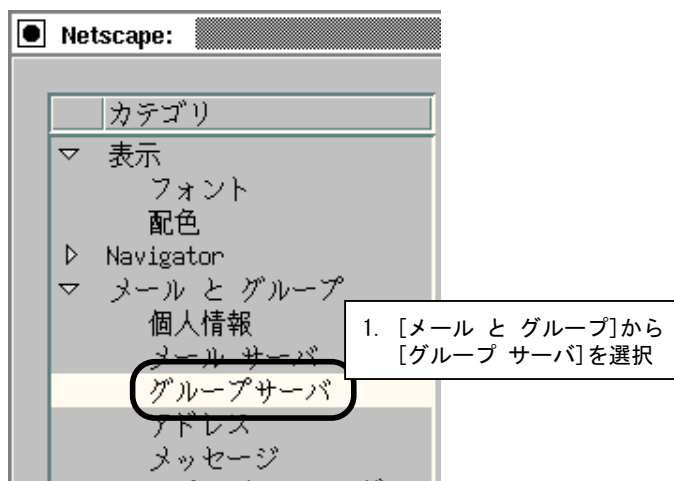 Netscape:
カテゴリ
表示
フォント
配色
Navigator
メール と グループ
個人情報
メール サーバ
グループサーバ
アドレス
メッセージ
1. [メール と グループ]から
[グループ サーバ]を選択